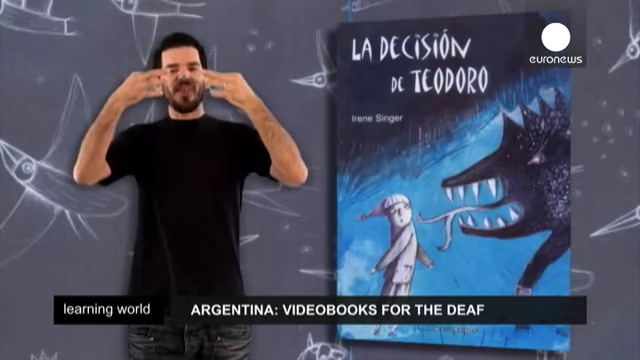 LA DECISIÓN
DE TEODORO
Irene Singer
euronews
learning world
ARGENTINA: VIDEOBOOKS FOR THE DEAF